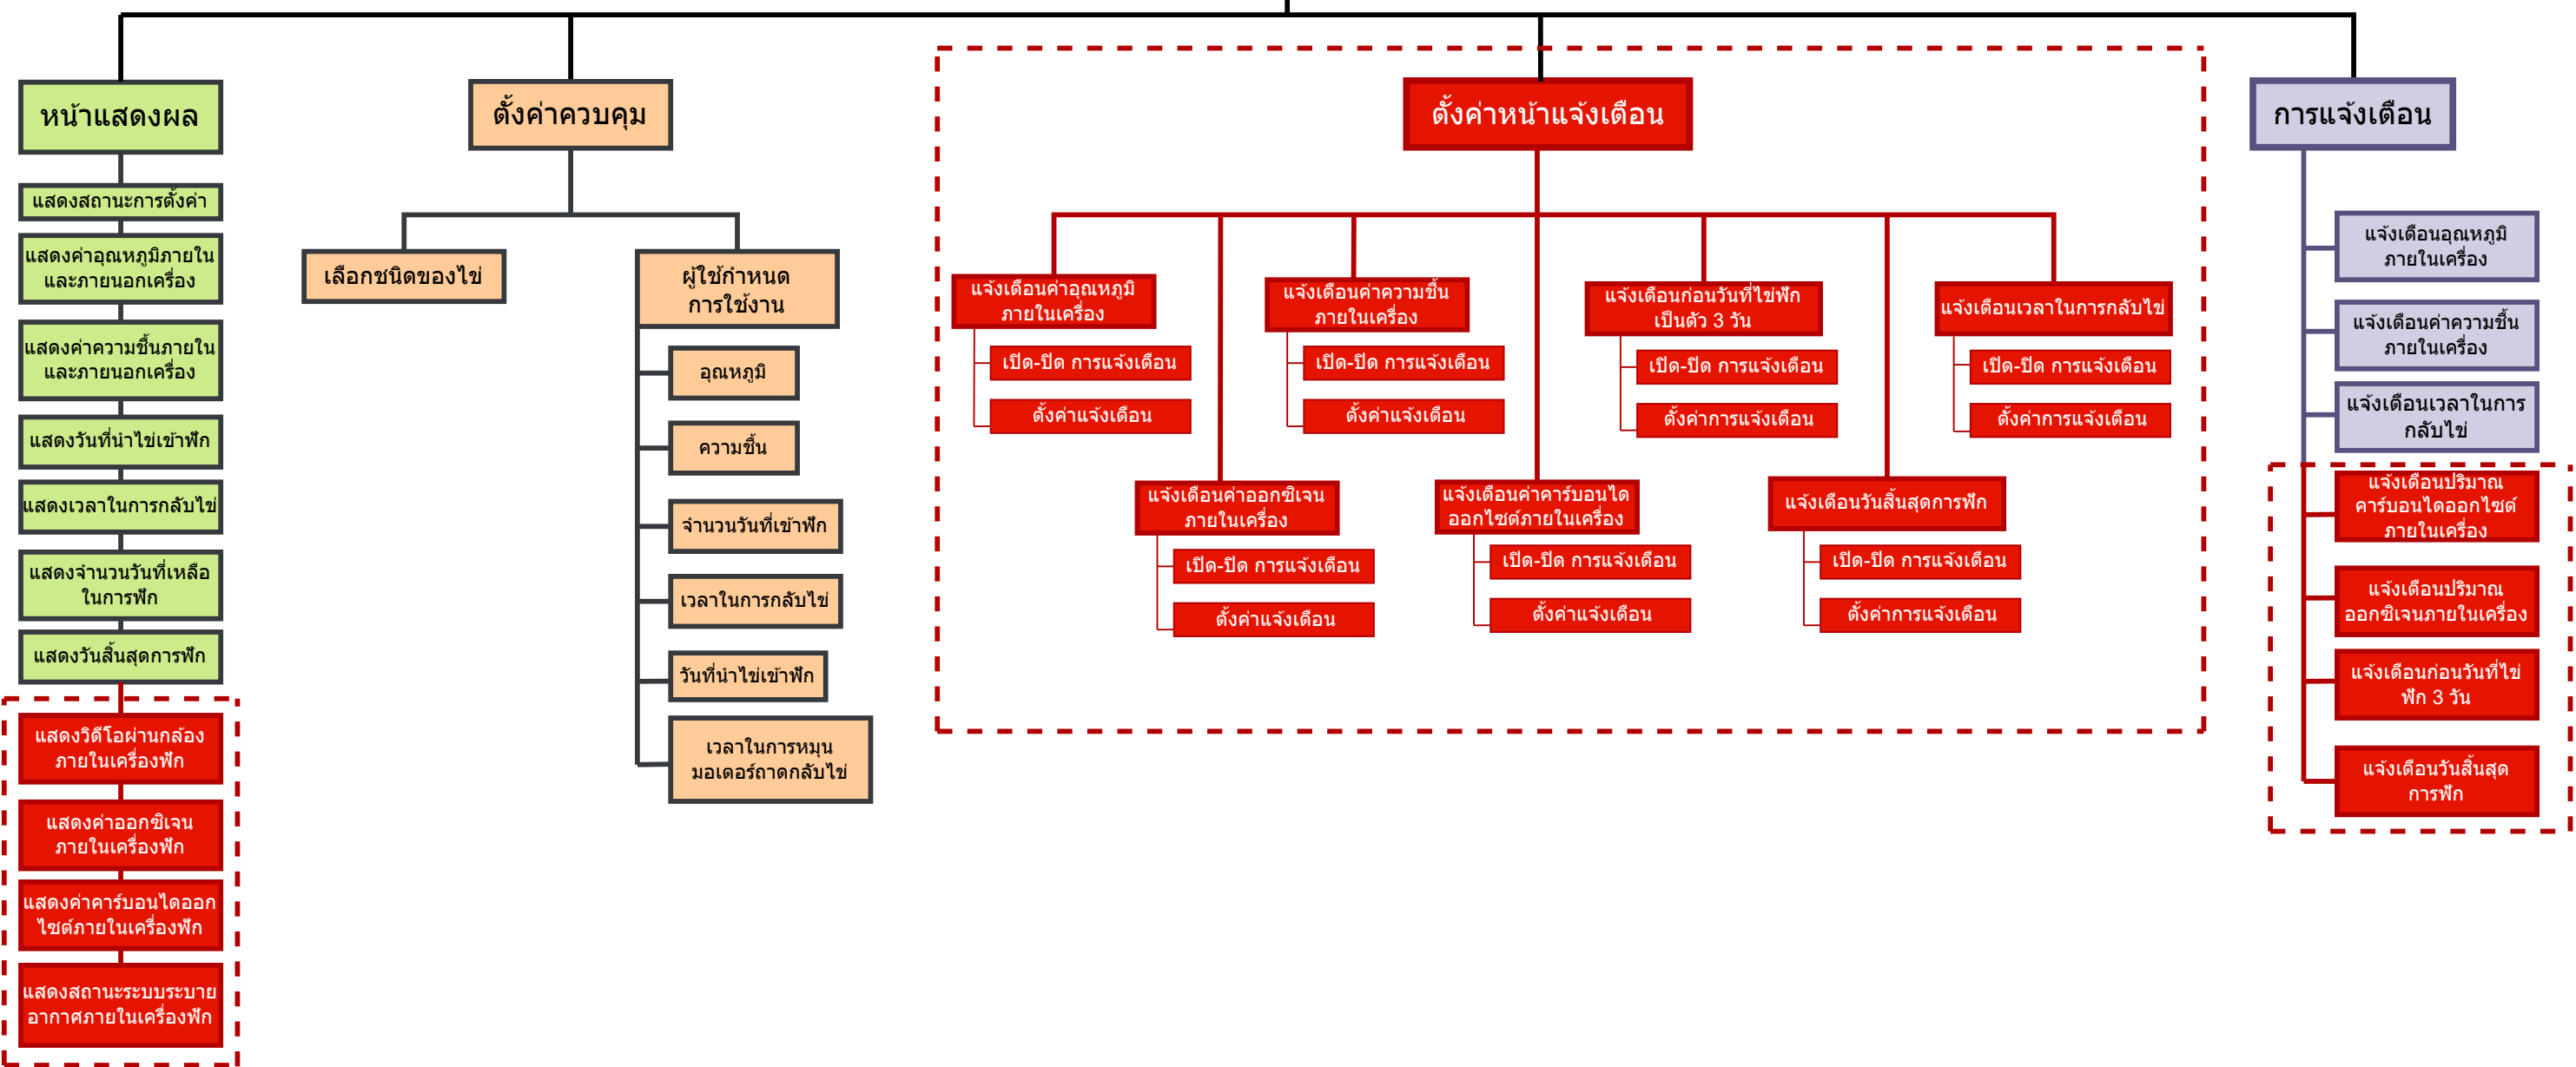 หน้าแสดงผล
แสดงสถานะการตั้งค่า
แสดงค่าอุณหภูมิภายใน
และภายนอกเครื่อง
แสดงค่าความชื้นภายใน
และภายนอกเครื่อง
แสดงวันที่นำไข่เข้าฟัก
แสดงเวลาในการกลับไข่
แสดงจำนวนวันที่เหลือ
ในการฟัก
แสดงวันสิ้นสุดการฟัก
แสดงวิดีโอผ่านกล้อง
ภายในเครื่องฟัก
แสดงค่าออกซิเจน
ภายในเครื่องฟัก
แสดงค่าคาร์บอนไดออก
ไซต์ภายในเครื่องฟัก
แสดงสถานะระบบระบาย
อากาศภายในเครื่องฟัก
ตั้งค่าควบคุม
เลือกชนิดของไข่
ผู้ใช้กำหนด
การใช้งาน
อุณหภูมิ
ความชื้น
จำนวนวันที่เข้าฟัก
เวลาในการกลับไข่
วันที่นำไข่เข้าฟัก
เวลาในการหมุน
มอเตอร์ถาดกลับไข่
ตั้งค่าหน้าแจ้งเตือน
แจ้งเตือนค่าอุณหภูมิ
ภายในเครื่อง
เปิด-ปิด การแจ้งเตือน
ตั้งค่าแจ้งเตือน
แจ้งเตือนค่าความชื้น
ภายในเครื่อง
เปิด-ปิด การแจ้งเตือน
ตั้งค่าแจ้งเตือน
แจ้งเตือนก่อนวันที่ไข่ฟัก
เป็นตัว 3 วัน
เปิด-ปิด การแจ้งเตือน
ตั้งค่าการแจ้งเตือน
แจ้งเตือนเวลาในการกลับไข่
เปิด-ปิด การแจ้งเตือน
ตั้งค่าการแจ้งเตือน
แจ้งเตือนค่าออกซิเจน
ภายในเครื่อง
เปิด-ปิด การแจ้งเตือน
ตั้งค่าแจ้งเตือน
แจ้งเตือนค่าคาร์บอนได
ออกไซต์ภายในเครื่อง
เปิด-ปิด การแจ้งเตือน
ตั้งค่าแจ้งเตือน
แจ้งเตือนวันสิ้นสุดการฟัก
เปิด-ปิด การแจ้งเตือน
ตั้งค่าการแจ้งเตือน
การแจ้งเตือน
แจ้งเตือนอุณหภูมิ
ภายในเครื่อง
แจ้งเตือนค่าความชื้น
ภายในเครื่อง
แจ้งเตือนเวลาในการ
กลับไข่
แจ้งเตือนปริมาณ
คาร์บอนไดออกไซต์
ภายในเครื่อง
แจ้งเตือนปริมาณ
ออกซิเจนภายในเครื่อง
แจ้งเตือนก่อนวันที่ไข่
ฟัก 3 วัน
แจ้งเตือนวันสิ้นสุด
การฟัก